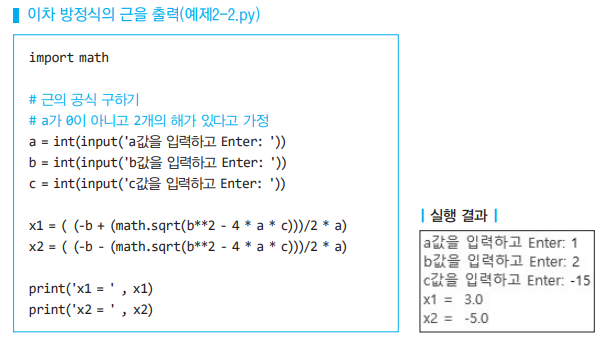 이차 방정식의 근을 출력(예제2-2.py)
import math
# 근의 공식 구하기
# a가 0이 아니고 2개의 해가 있다고 가정
a = int(input('a값을 입력하고 Enter: '))
b = int(input('b값을 입력하고 Enter: '))
c = int(input('c값을 입력하고 Enter: '))
x1 = ( (-b + (math.sqrt(b**2 - 4 * a * c)))/2 * a)
x2 = ( (-b - (math.sqrt(b**2 - 4 * a * c)))/2 * a)
print('x1 = ' , x1)
print('x2 = ' , x2)
| 실행 결과 |
a값을 입력하고 Enter: 1
b값을 입력하고 Enter: 2
c값을 입력하고 Enter: -15
x1 = 3.0
x2 = -5.0